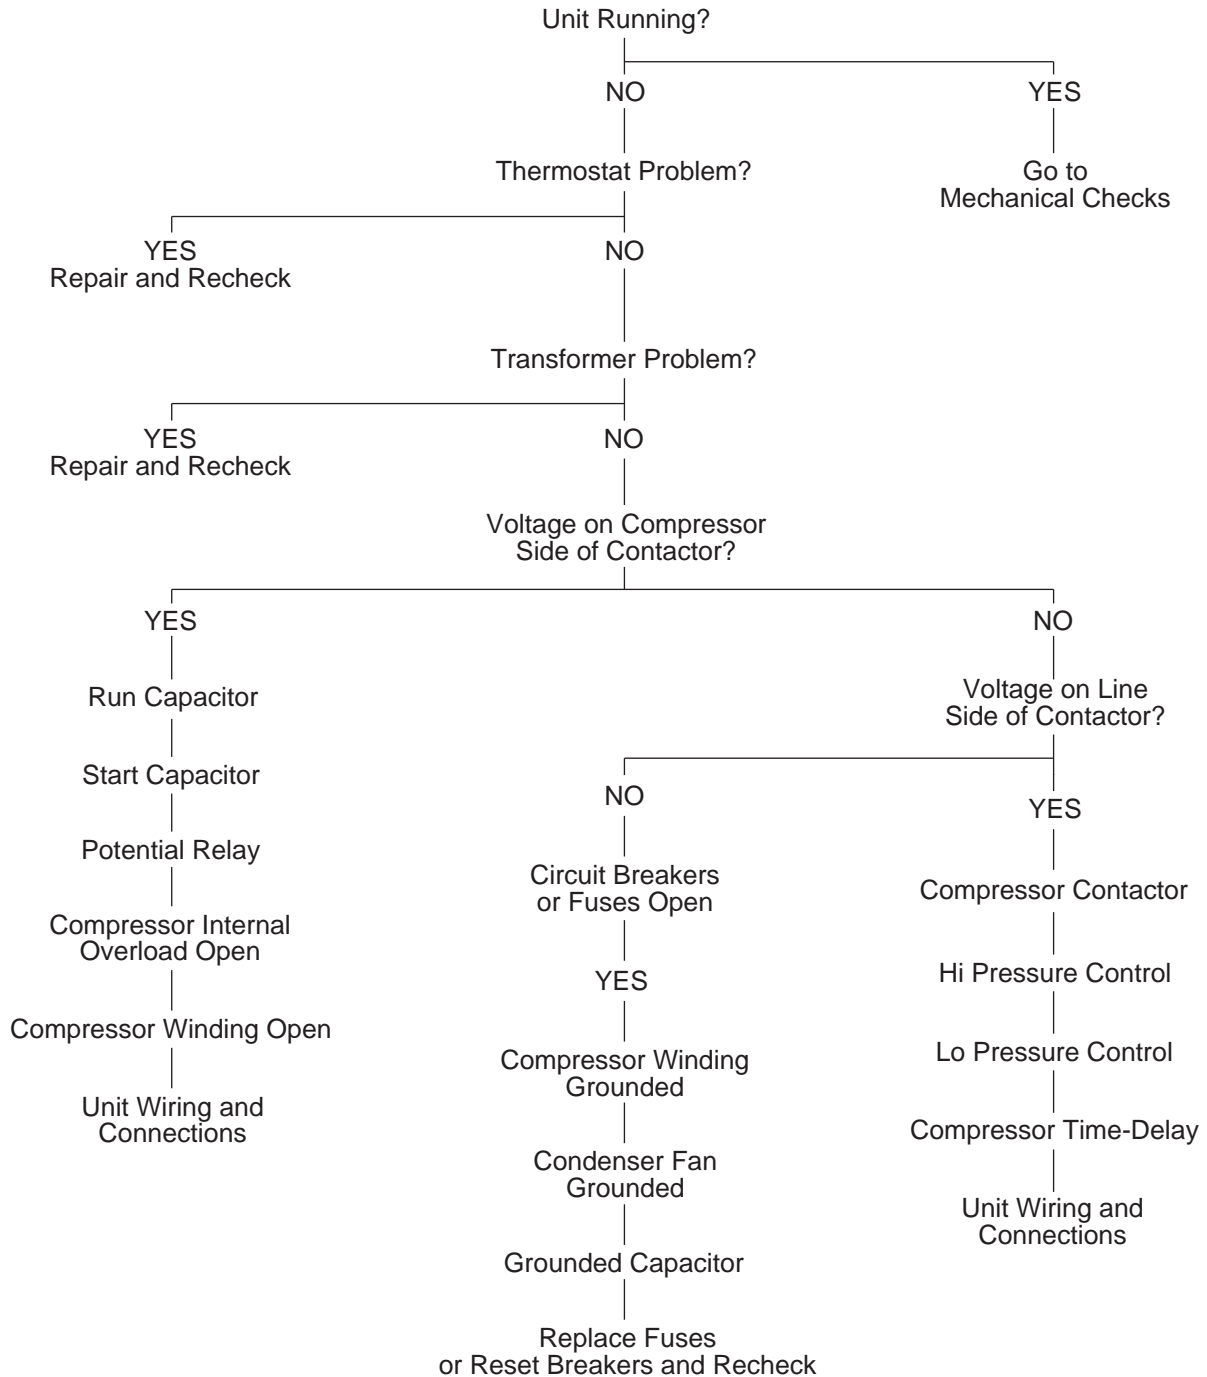 Unit Running?
NO
YES
Thermostat Problem?
Go to
Mechanical Checks
YES
Repair and Recheck
NO
Transformer Problem?
YES
Repair and Recheck
NO
Voltage on Compressor
Side of Contactor?
YES
Run Capacitor
Start Capacitor
Potential Relay
Compressor Internal
Overload Open
Compressor Winding Open
Unit Wiring and
Connections
NO
Voltage on Line
Side of Contactor?
NO
Circuit Breakers
or Fuses Open
YES
Compressor Winding
Grounded
Condenser Fan
Grounded
Grounded Capacitor
Replace Fuses
or Reset Breakers and Recheck
YES
Compressor Contactor
Hi Pressure Control
Lo Pressure Control
Compressor Time-Delay
Unit Wiring and
Connections